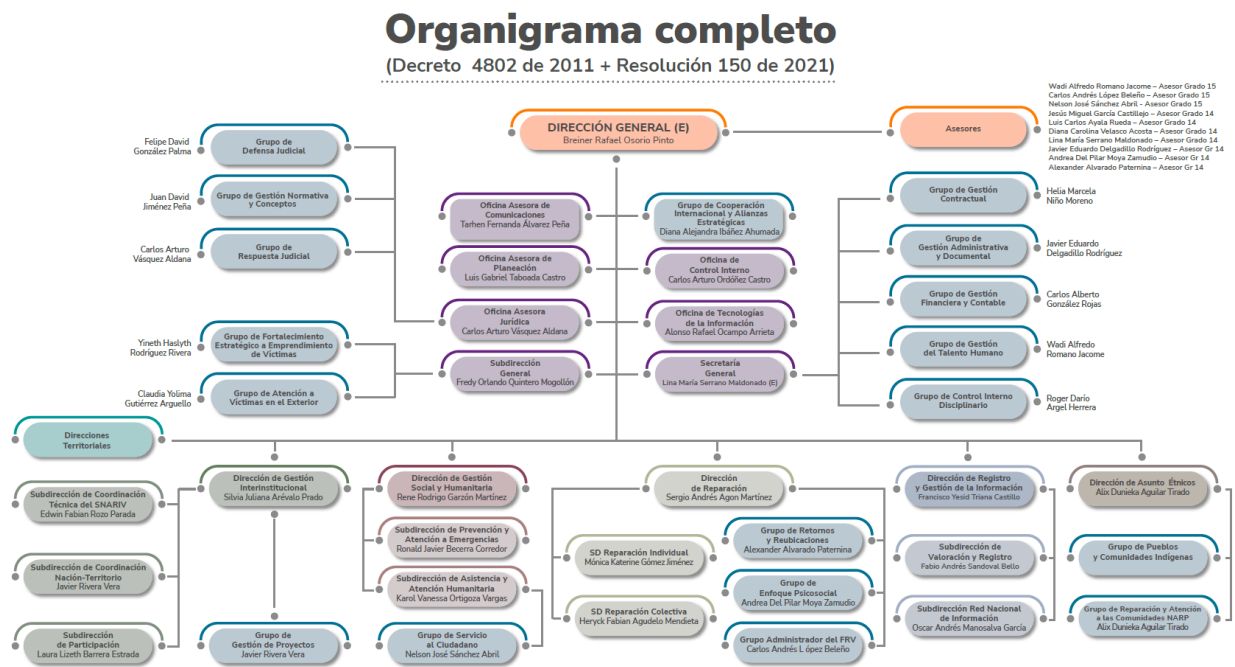 Organigrama completo
(Decreto 4802 de 2011 + Resolución 150 de 2021)
DIRECCIÓN GENERAL (E)
Breiner Rafael Osorio Pinto
Asesores
Wadi Alfredo Romano Jacome – Asesor Grado 15
Carlos Andrés López Beleño – Asesor Grado 15
Nelson José Sánchez Abril - Asesor Grado 15
Jesús Miguel García Castillejo – Asesor Grado 14
Luis Carlos Ayala Rueda – Asesor Grado 14
Diana Carolina Velasco Acosta – Asesor Grado 14
Lina María Serrano Maldonado – Asesor Grado 14
Javier Eduardo Delgadillo Rodríguez – Asesor Gr 14
Andrea Del Pilar Moya Zamudio – Asesor Gr 14
Alexander Alvarado Paternina – Asesor Gr 14
Felipe David
González Palma
Grupo de
Defensa Judicial
Juan David
Jiménez Peña
Grupo de Gestión Normativa
y Conceptos
Carlos Arturo
Vásquez Aldana
Grupo de
Respuesta Judicial
Yineth Haslyth
Rodríguez Rivera
Grupo de Fortalecimiento
Estratégico a Emprendimiento
de Víctimas
Claudia Yolima
Gutiérrez Arguello
Grupo de Atención a
Víctimas en el Exterior
Oficina Asesora de
Comunicaciones
Tarhen Fernanda Álvarez Peña
Grupo de Cooperación
Internacional y Alianzas
Estratégicas
Diana Alejandra Ibáñez Ahumada
Oficina Asesora de
Planeación
Luis Gabriel Taboada Castro
Oficina de
Control Interno
Carlos Arturo Ordóñez Castro
Oficina Asesora
Jurídica
Carlos Arturo Vásquez Aldana
Oficina de Tecnologías
de la Información
Alonso Rafael Ocampo Arrieta
Subdirección
General
Fredy Orlando Quintero Mogollón
Secretaría
General
Lina María Serrano Maldonado (E)
Grupo de Gestión
Contractual
Helia Marcela
Niño Moreno
Grupo de
Gestión Administrativa
y Documental
Javier Eduardo
Delgadillo Rodríguez
Grupo de Gestión
Financiera y Contable
Carlos Alberto
González Rojas
Grupo de Gestión
del Talento Humano
Wadi Alfredo
Romano Jacome
Grupo de Control Interno
Disciplinario
Roger Darío
Argel Herrera
Direcciones
Territoriales
Dirección de Gestión
Interinstitucional
Silvia Juliana Arévalo Prado
Subdirección de Coordinación
Técnica del SNARIV
Edwin Fabian Rozo Parada
Subdirección de Coordinación
Nación-Territorio
Javier Rivera Vera
Subdirección
de Participación
Laura Lizeth Barrera Estrada
Grupo de
Gestión de Proyectos
Javier Rivera Vera
Dirección de Gestión
Social y Humanitaria
Rene Rodrigo Garzón Martínez
Subdirección de Prevención y
Atención a Emergencias
Ronald Javier Becerra Corredor
Subdirección de Asistencia y
Atención Humanitaria
Karol Vanessa Ortigoza Vargas
Grupo de Servicio
al Ciudadano
Nelson José Sánchez Abril
Dirección
de Reparación
Sergio Andrés Agon Martínez
SD Reparación Individual
Mónica Katerine Gómez Jiménez
SD Reparación Colectiva
Heryck Fabian Agudelo Mendieta
Grupo de Retornos
y Reubicaciones
Alexander Alvarado Paternina
Grupo de
Enfoque Psicosocial
Andrea Del Pilar Moya Zamudio
Grupo Administrador del FRV
Carlos Andrés L ópez Beleño
Dirección de Registro
y Gestión de la Información
Francisco Yesid Triana Castillo
Subdirección de
Valoración y Registro
Fabio Andrés Sandoval Bello
Subdirección Red Nacional
de Información
Oscar Andrés Manosalva García
Dirección de Asunto Étnicos
Alix Dunieka Aguilar Tirado
Grupo de Pueblos
y Comunidades Indígenas
Grupo de Reparación y Atención
a las Comunidades NARP
Alix Dunieka Aguilar Tirado